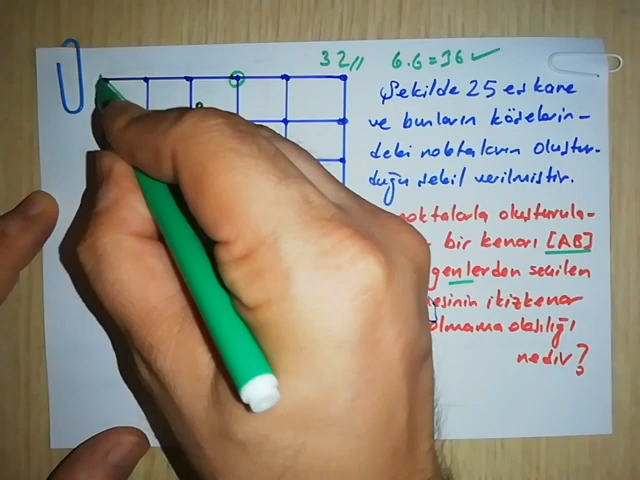 32,, 6.6=36 ✓
Şekilde 25 eş kare
ve bunların köşelerin-
deki noktaların oluştur-
duğu şekil verilmiştir.
noktalarla oluşturula-
bir kenarı [AB]
genlerden seçilen
esinin ikizkenar
olmama olasılığı
nedir?